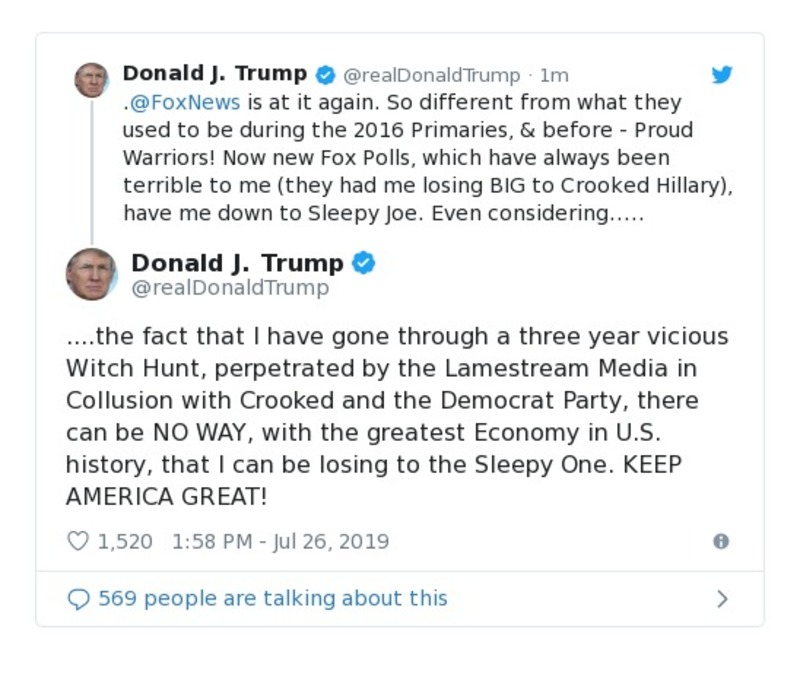 Donald J. Trump @realDonaldTrump · 1m
.@FoxNews is at it again. So different from what they
used to be during the 2016 Primaries, & before - Proud
Warriors! Now new Fox Polls, which have always been
terrible to me (they had me losing BIG to Crooked Hillary),
have me down to Sleepy Joe. Even considering.....
Donald J. Trump
@realDonaldTrump
....the fact that I have gone through a three year vicious
Witch Hunt, perpetrated by the Lamestream Media in
Collusion with Crooked and the Democrat Party, there
can be NO WAY, with the greatest Economy in U.S.
history, that I can be losing to the Sleepy One. KEEP
AMERICA GREAT!
1,520 1:58 PM - Jul 26, 2019
569 people are talking about this